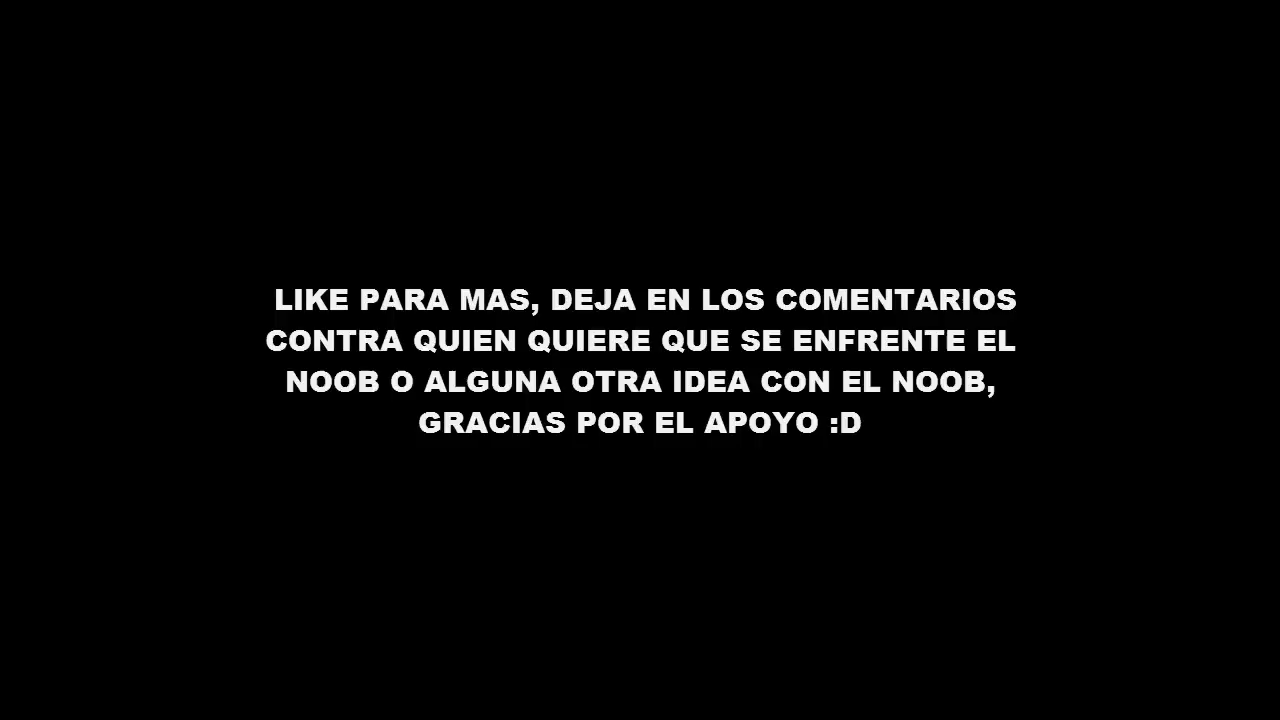 LIKE PARA MAS, DEJA EN LOS COMENTARIOS
CONTRA QUIEN QUIERE QUE SE ENFRENTE EL
NOOB O ALGUNA OTRA IDEA CON EL NOOB,
GRACIAS POR EL APOYO :D